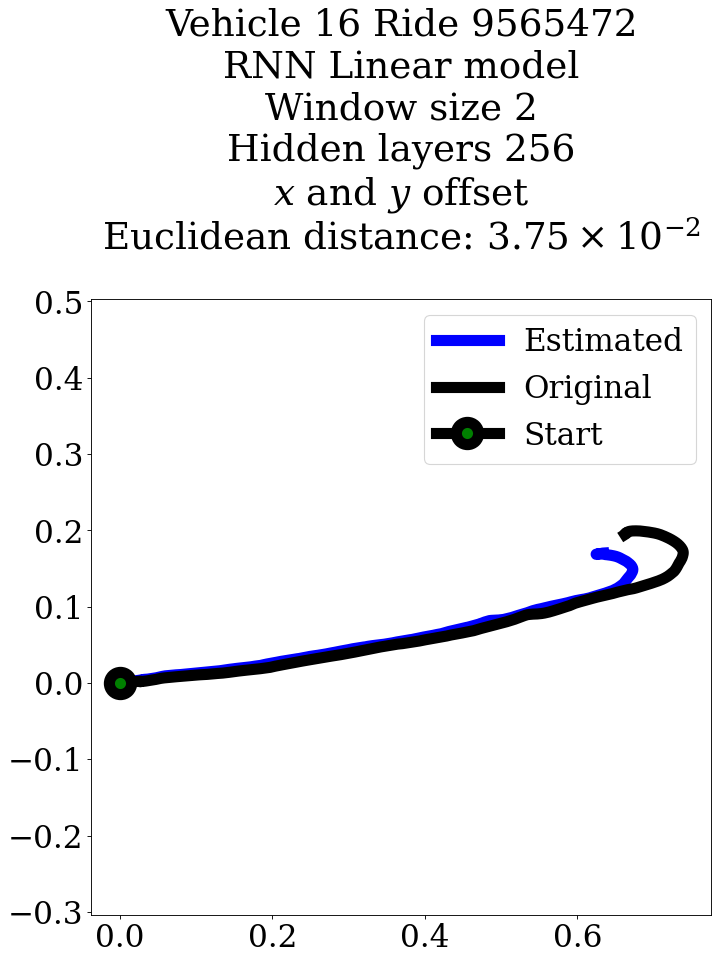 Vehicle 16 Ride 9565472
RNN Linear model
Window size 2
Hidden layers 256
x and y offset
Euclidean distance: 3.75 × 10⁻²
Estimated
Original
Start
0.5
0.4
0.3
0.2
0.1
0.0
−0.1
−0.2
−0.3
0.0 0.2 0.4 0.6